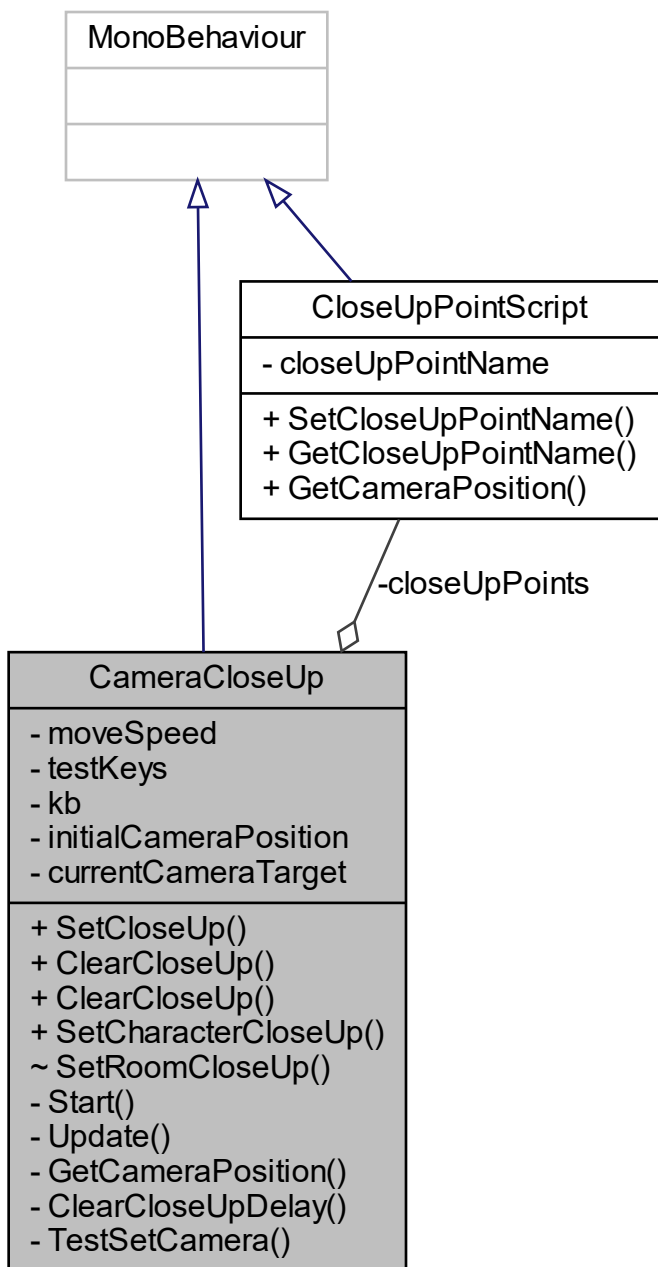 MonoBehaviour
CloseUpPointScript
- closeUpPointName
+ SetCloseUpPointName()
+ GetCloseUpPointName()
+ GetCameraPosition()
-closeUpPoints
CameraCloseUp
- moveSpeed
- testKeys
- kb
- initialCameraPosition
- currentCameraTarget
+ SetCloseUp()
+ ClearCloseUp()
+ ClearCloseUp()
+ SetCharacterCloseUp()
~ SetRoomCloseUp()
- Start()
- Update()
- GetCameraPosition()
- ClearCloseUpDelay()
- TestSetCamera()